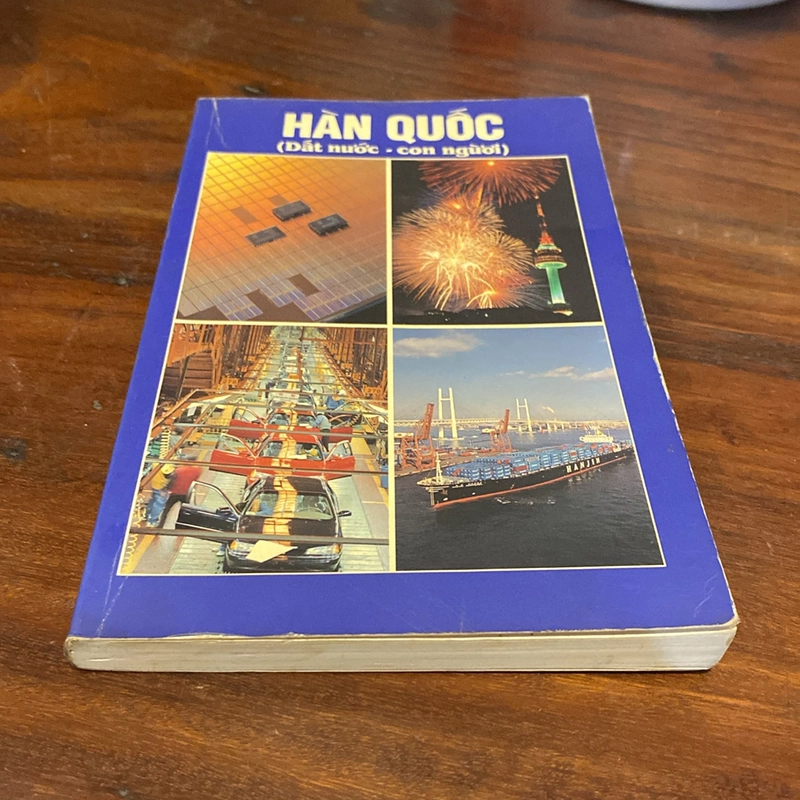 HÀN QUỐC
(Đất nước - con người)
HANJIN